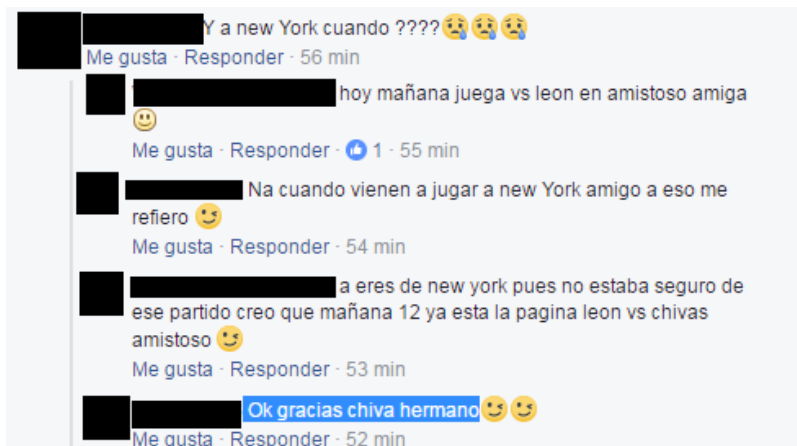 Y a new York cuando ????😢😢😢
Me gusta · Responder · 56 min
hoy mañana juega vs leon en amistoso amiga
🙂
Me gusta · Responder · 1 · 55 min
Na cuando vienen a jugar a new York amigo a eso me
refiero 😉
Me gusta · Responder · 54 min
a eres de new york pues no estaba seguro de
ese partido creo que mañana 12 ya esta la pagina leon vs chivas
amistoso 😉
Me gusta · Responder · 53 min
Ok gracias chiva hermano😉😉
Me gusta · Responder · 52 min